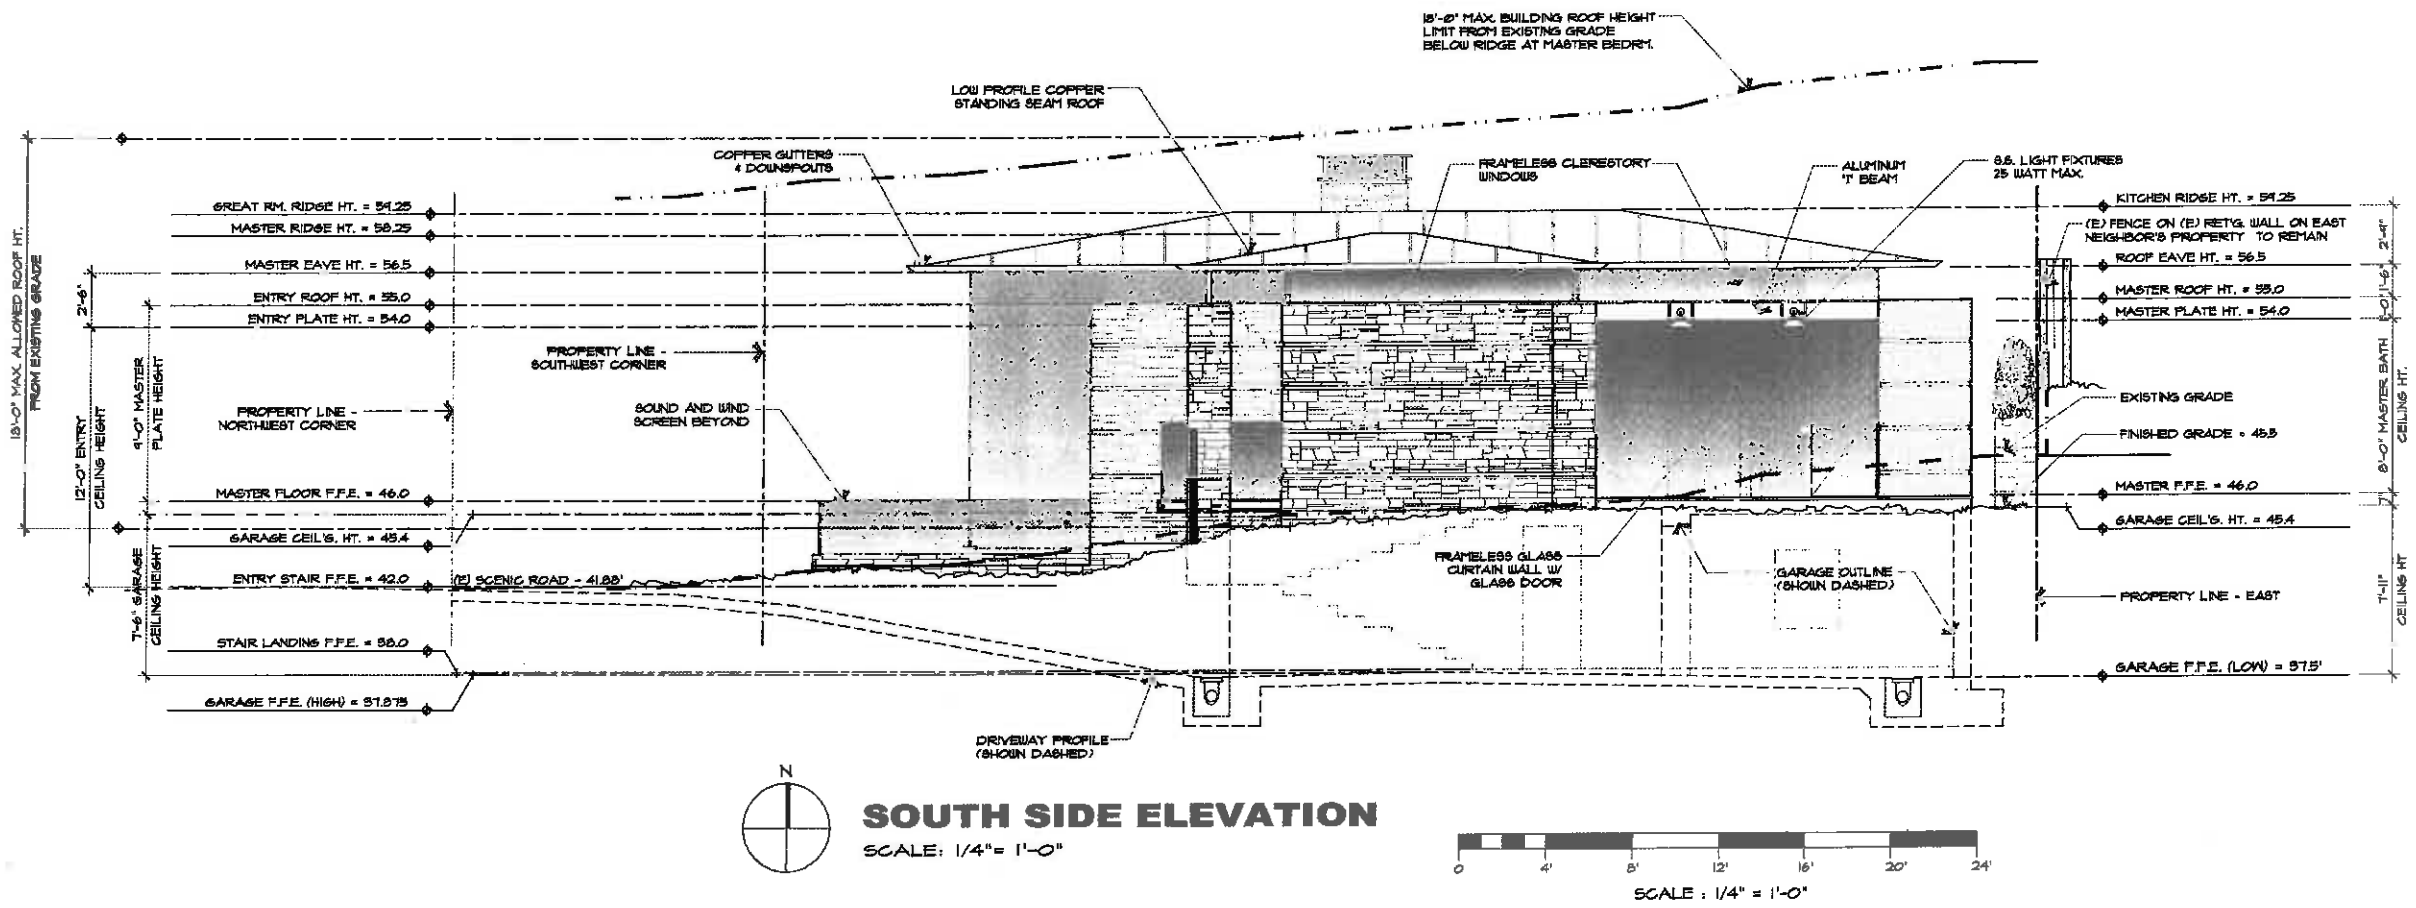 18'-0" MAX. BUILDING ROOF HEIGHT
LIMIT FROM EXISTING GRADE
BELOW RIDGE AT MASTER BEDRM.
LOW PROFILE COPPER
STANDING SEAM ROOF
COPPER GUTTERS
& DOWNSPOUTS
FRAMELESS CLERESTORY
WINDOWS
ALUMINUM
'T' BEAM
S.S. LIGHT FIXTURES
25 WATT MAX.
18'-0" MAX. ALLOWED ROOF HT.
FROM EXISTING GRADE
GREAT RM. RIDGE HT. = 59.25
MASTER RIDGE HT. = 58.25
MASTER EAVE HT. = 56.5
ENTRY ROOF HT. = 55.0
ENTRY PLATE HT. = 54.0
2'-6"
12'-0" ENTRY
CEILING HEIGHT
9'-0" MASTER
PLATE HEIGHT
PROPERTY LINE -
SOUTHWEST CORNER
PROPERTY LINE -
NORTHWEST CORNER
SOUND AND WIND
SCREEN BEYOND
MASTER FLOOR F.F.E. = 46.0
GARAGE CEIL'G. HT. = 45.4
ENTRY STAIR F.F.E. = 42.0
(E) SCENIC ROAD - 41.88'
7'-6" GARAGE
CEILING HEIGHT
STAIR LANDING F.F.E. = 38.0
GARAGE F.F.E. (HIGH) = 37.875
KITCHEN RIDGE HT. = 59.25
(E) FENCE ON (E) RET'G. WALL ON EAST
NEIGHBOR'S PROPERTY TO REMAIN
ROOF EAVE HT. = 56.5
MASTER ROOF HT. = 55.0
MASTER PLATE HT. = 54.0
2'-9"
1'-6"
1'-0"
8'-0" MASTER BATH
CEILING HT.
EXISTING GRADE
FINISHED GRADE = 45.5
MASTER F.F.E. = 46.0
7"
GARAGE CEIL'G. HT. = 45.4
7'-11"
CEILING HT
FRAMELESS GLASS
CURTAIN WALL W/
GLASS DOOR
GARAGE OUTLINE
(SHOWN DASHED)
PROPERTY LINE - EAST
GARAGE F.F.E. (LOW) = 37.5'
DRIVEWAY PROFILE
(SHOWN DASHED)
N
SOUTH SIDE ELEVATION
SCALE: 1/4"= 1'-0"
0 4' 8' 12' 16' 20' 24'
SCALE : 1/4" = 1'-0"